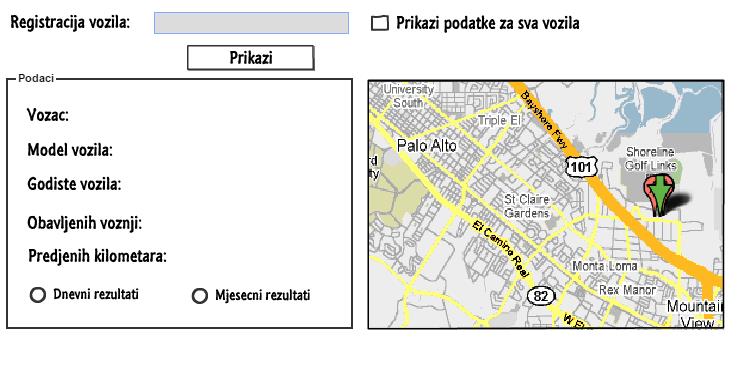 Registracija vozila:
Prikazi podatke za sva vozila
Prikazi
Podaci
Vozac:
Model vozila:
Godiste vozila:
Obavljenih voznji:
Predjenih kilometara:
Dnevni rezultati
Mjesecni rezultati
University
South
Bayshore Fwy
Triple El
Palo Alto
101
Shoreline
Golf Links
St Claire
Gardens
El Camino Real
Monta Loma
Rex Manor
82
W El
Mountain
View